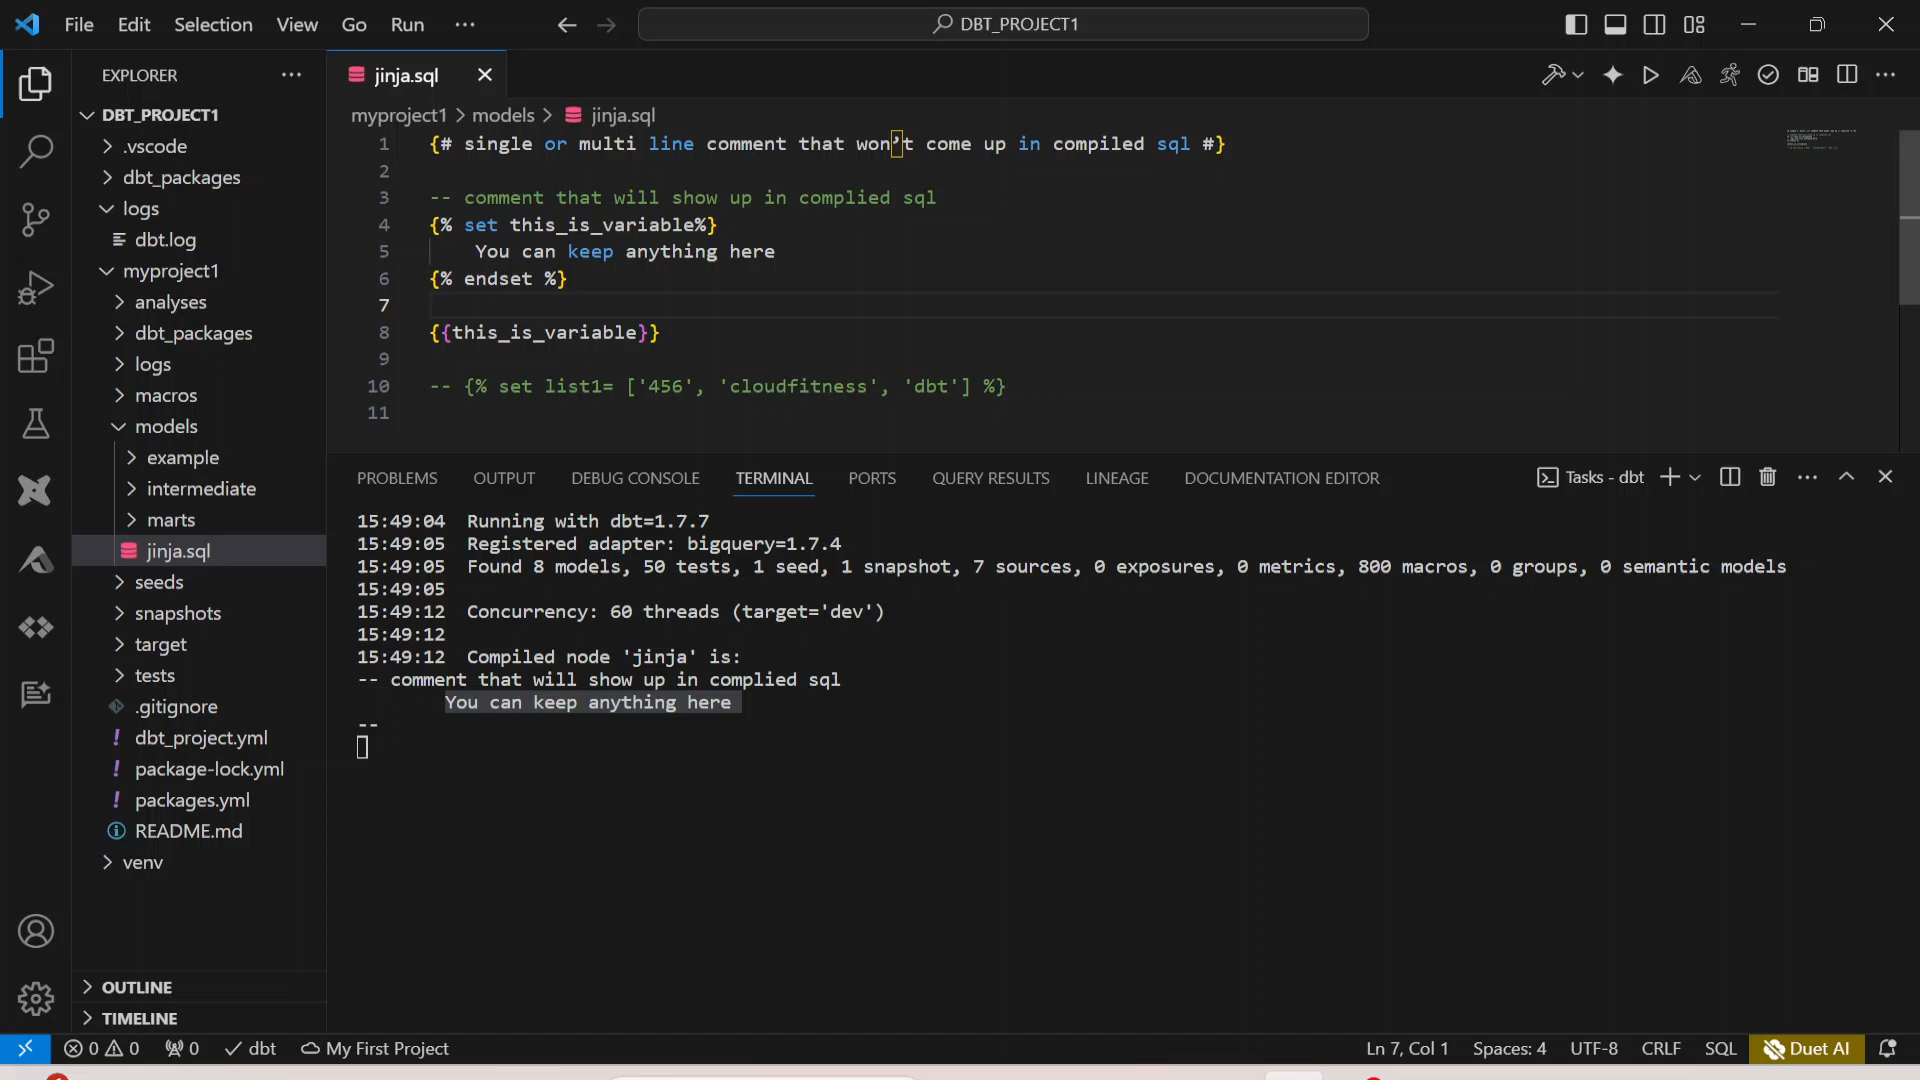 File Edit Selection View Go Run ··· DBT_PROJECT1
EXPLORER ···
DBT_PROJECT1
.vscode
dbt_packages
logs
dbt.log
myproject1
analyses
dbt_packages
logs
macros
models
example
intermediate
marts
jinja.sql
seeds
snapshots
target
tests
.gitignore
! dbt_project.yml
! package-lock.yml
! packages.yml
README.md
venv
OUTLINE
TIMELINE
jinja.sql
myproject1 > models > jinja.sql
1 {# single or multi line comment that won’t come up in compiled sql #}
2
3 -- comment that will show up in complied sql
4 {% set this_is_variable%}
5 You can keep anything here
6 {% endset %}
7
8 {{this_is_variable}}
9
10 -- {% set list1= ['456', 'cloudfitness', 'dbt'] %}
11
PROBLEMS OUTPUT DEBUG CONSOLE TERMINAL PORTS QUERY RESULTS LINEAGE DOCUMENTATION EDITOR Tasks - dbt
15:49:04 Running with dbt=1.7.7
15:49:05 Registered adapter: bigquery=1.7.4
15:49:05 Found 8 models, 50 tests, 1 seed, 1 snapshot, 7 sources, 0 exposures, 0 metrics, 800 macros, 0 groups, 0 semantic models
15:49:05
15:49:12 Concurrency: 60 threads (target='dev')
15:49:12
15:49:12 Compiled node 'jinja' is:
-- comment that will show up in complied sql
You can keep anything here
--
0 0 0 dbt My First Project Ln 7, Col 1 Spaces: 4 UTF-8 CRLF SQL Duet AI